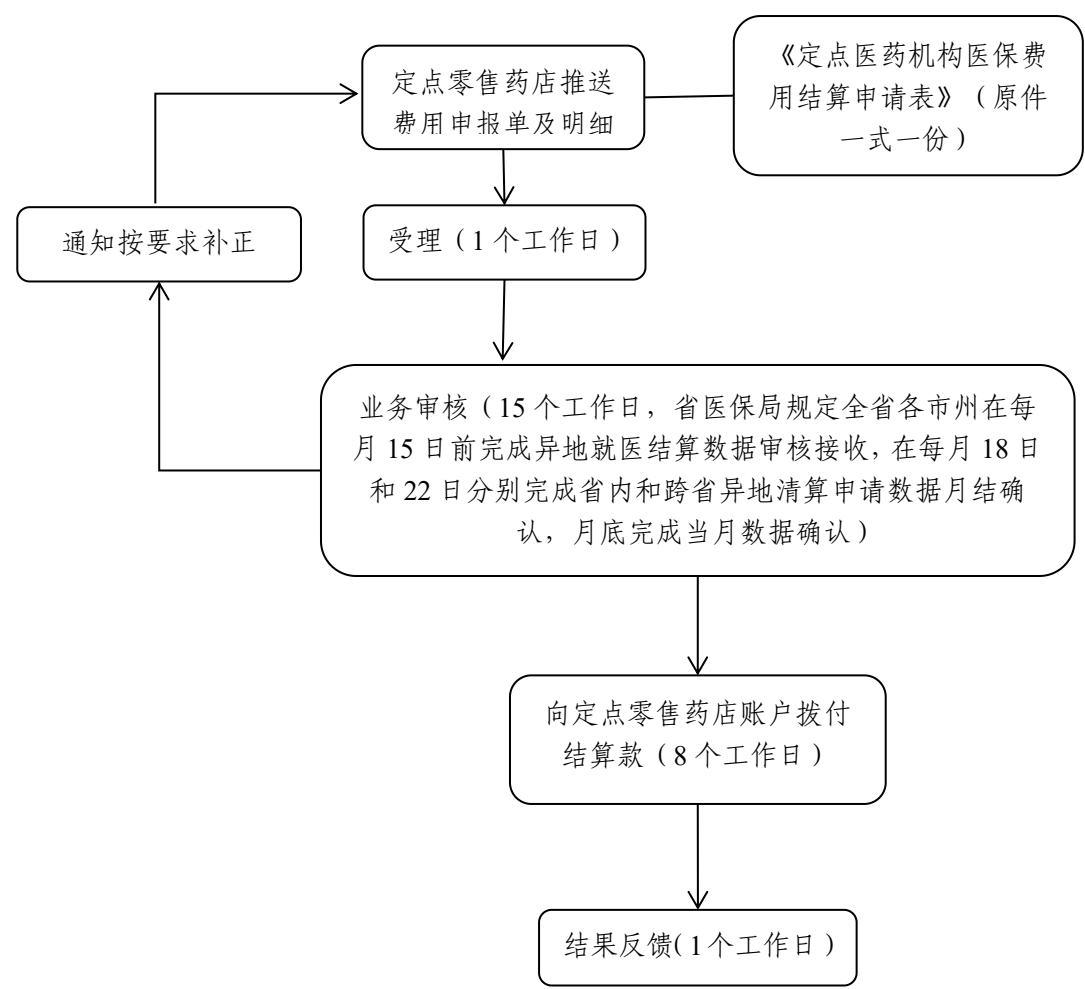 定点零售药店推送
费用申报单及明细
《定点医药机构医保费
用结算申请表》（原件
一式一份）
通知按要求补正
受理（1个工作日）
业务审核（15个工作日，省医保局规定全省各市州在每
月15日前完成异地就医结算数据审核接收，在每月18日
和22日分别完成省内和跨省异地清算申请数据月结确
认，月底完成当月数据确认）
向定点零售药店账户拨付
结算款（8个工作日）
结果反馈(1个工作日）